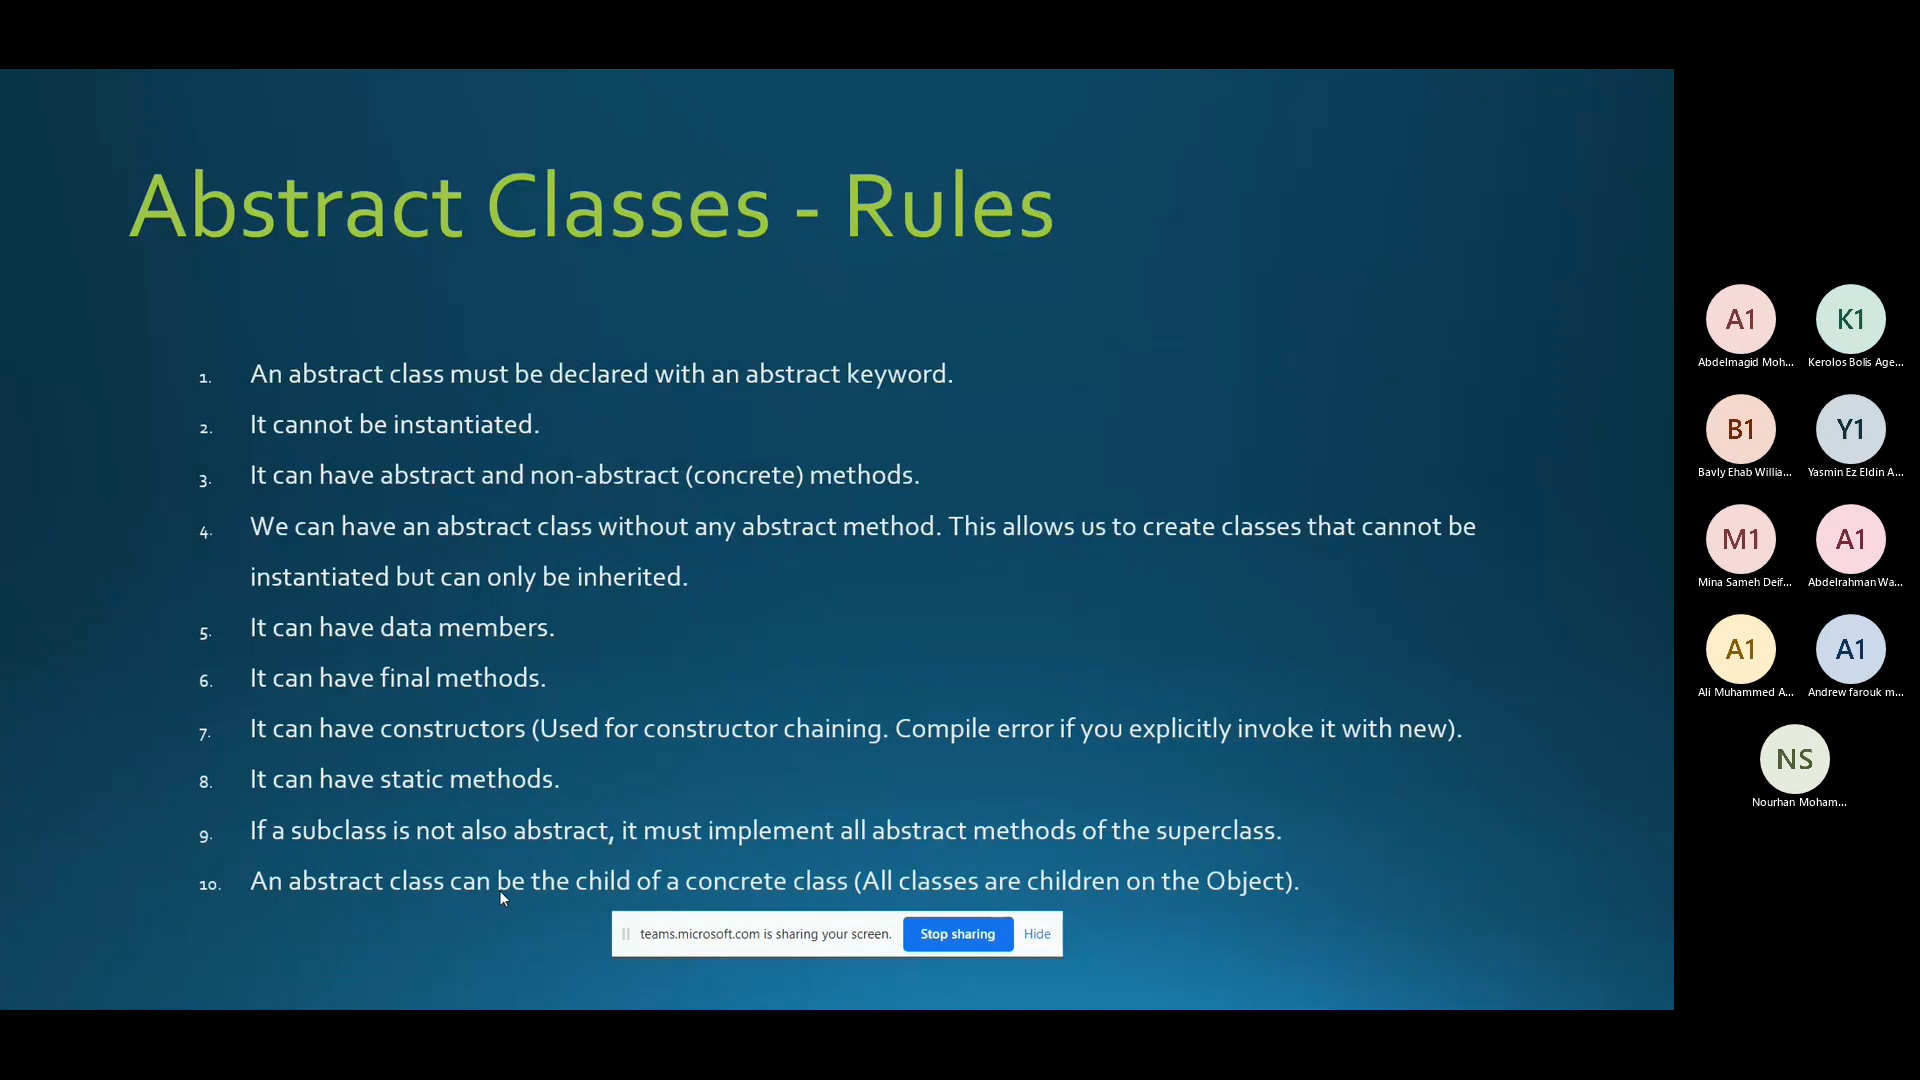 Abstract Classes - Rules
1. An abstract class must be declared with an abstract keyword.
2. It cannot be instantiated.
3. It can have abstract and non-abstract (concrete) methods.
4. We can have an abstract class without any abstract method. This allows us to create classes that cannot be
instantiated but can only be inherited.
5. It can have data members.
6. It can have final methods.
7. It can have constructors (Used for constructor chaining. Compile error if you explicitly invoke it with new).
8. It can have static methods.
9. If a subclass is not also abstract, it must implement all abstract methods of the superclass.
10. An abstract class can be the child of a concrete class (All classes are children on the Object).
teams.microsoft.com is sharing your screen. Stop sharing Hide
A1 K1
Abdelmagid Moh... Kerolos Bolis Age...
B1 Y1
Bavly Ehab Willia... Yasmin Ez Eldin A...
M1 A1
Mina Sameh Deif... Abdelrahman Wa...
A1 A1
Ali Muhammed A... Andrew farouk m...
NS
Nourhan Moham...